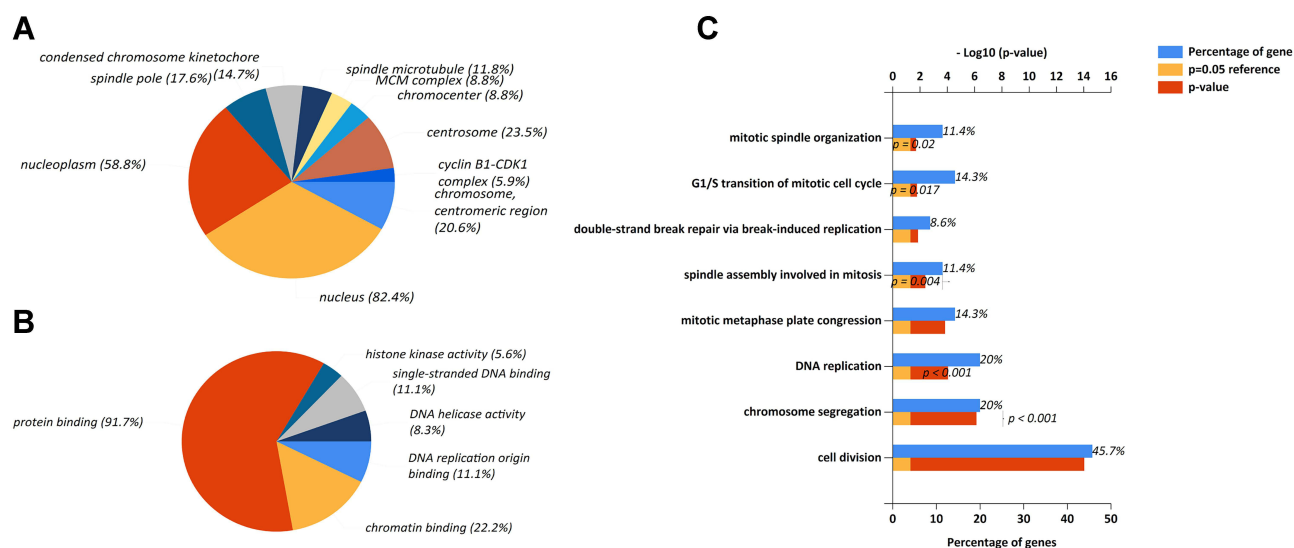 A
condensed chromosome kinetochore
(14.7%)
spindle pole (17.6%)
spindle microtubule (11.8%)
MCM complex (8.8%)
chromocenter (8.8%)
centrosome (23.5%)
nucleoplasm (58.8%)
cyclin B1-CDK1
complex (5.9%)
chromosome,
centromeric region
(20.6%)
nucleus (82.4%)
B
histone kinase activity (5.6%)
single-stranded DNA binding
(11.1%)
protein binding (91.7%)
DNA helicase activity
(8.3%)
DNA replication origin
binding (11.1%)
chromatin binding (22.2%)
C
- Log10 (p-value)
0 2 4 6 8 10 12 14 16
Percentage of gene
p=0.05 reference
p-value
mitotic spindle organization
11.4%
p = 0.02
G1/S transition of mitotic cell cycle
14.3%
p = 0.017
double-strand break repair via break-induced replication
8.6%
spindle assembly involved in mitosis
11.4%
p = 0.004
mitotic metaphase plate congression
14.3%
DNA replication
20%
p < 0.001
chromosome segregation
20%
p < 0.001
cell division
45.7%
0 10 20 30 40 50
Percentage of genes